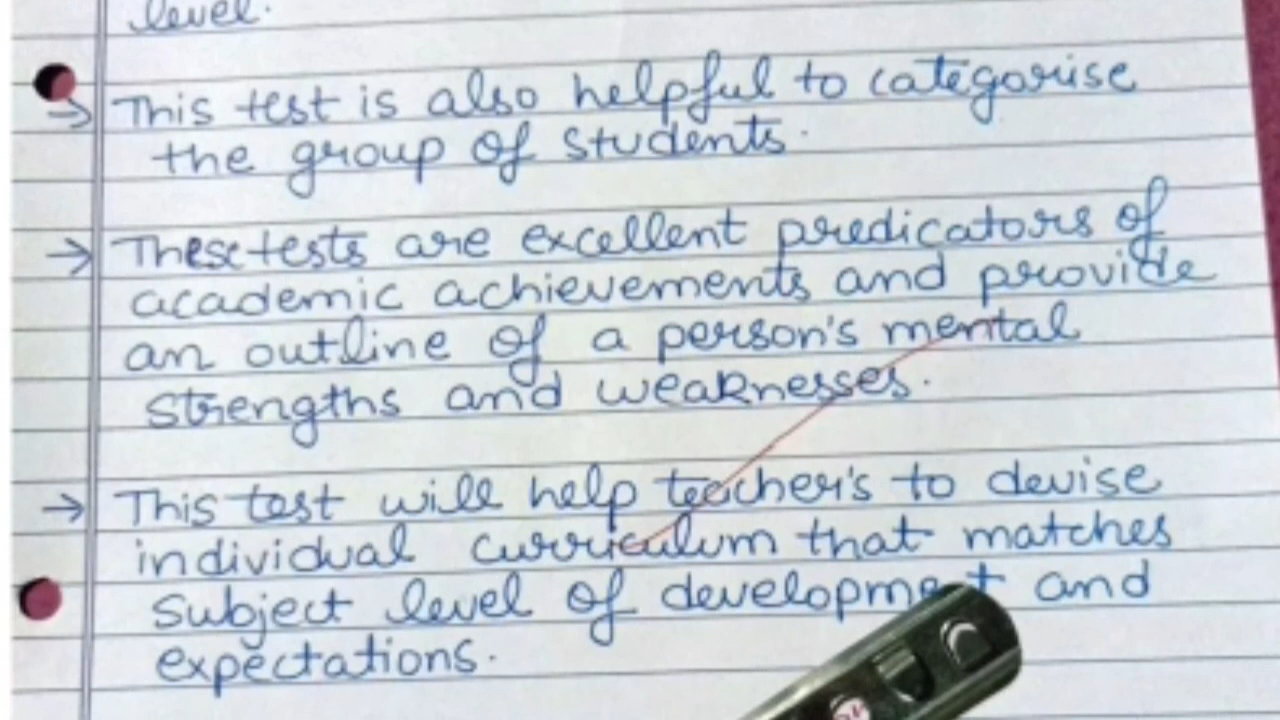 level.
→ This test is also helpful to categorise
the group of students.
→ These tests are excellent predicators of
academic achievements and provide
an outline of a person's mental
strengths and weaknesses.
→ This test will help teacher's to devise
individual curriculum that matches
subject level of development and
expectations.